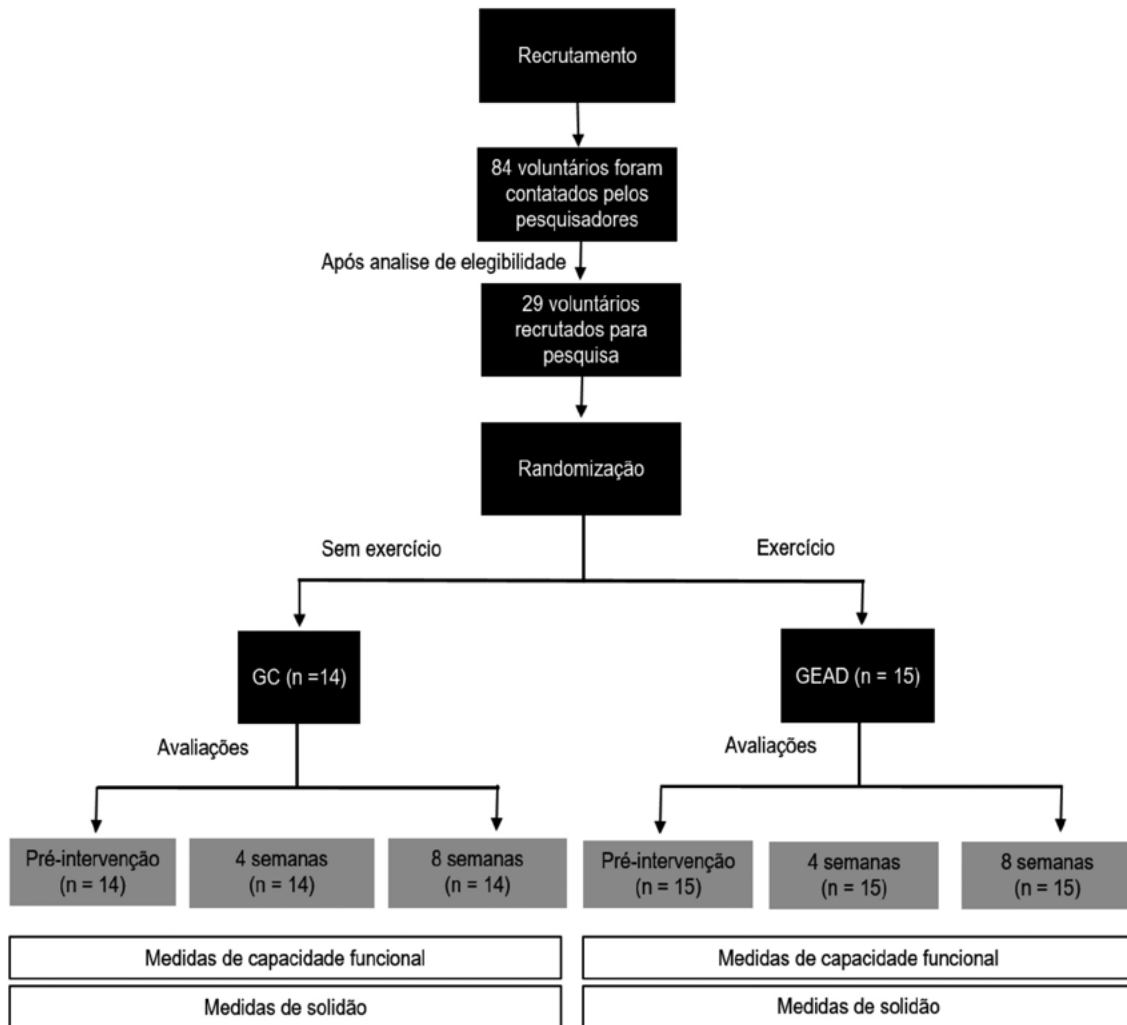 Recrutamento
84 voluntários foram
contatados pelos
pesquisadores
Após analise de elegibilidade
29 voluntários
recrutados para
pesquisa
Randomização
Sem exercício
Exercício
GC (n =14)
GEAD (n = 15)
Avaliações
Avaliações
Pré-intervenção
(n = 14)
4 semanas
(n = 14)
8 semanas
(n = 14)
Pré-intervenção
(n = 15)
4 semanas
(n = 15)
8 semanas
(n = 15)
Medidas de capacidade funcional
Medidas de capacidade funcional
Medidas de solidão
Medidas de solidão